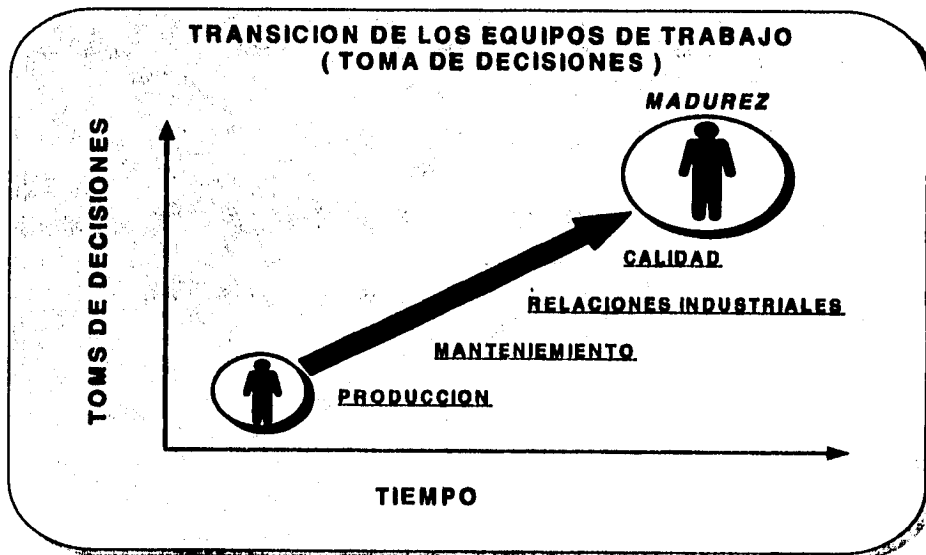 TRANSICION DE LOS EQUIPOS DE TRABAJO
( TOMA DE DECISIONES )
MADUREZ
TOMS DE DECISIONES
CALIDAD
RELACIONES INDUSTRIALES
MANTENIEMIENTO
PRODUCCION
TIEMPO